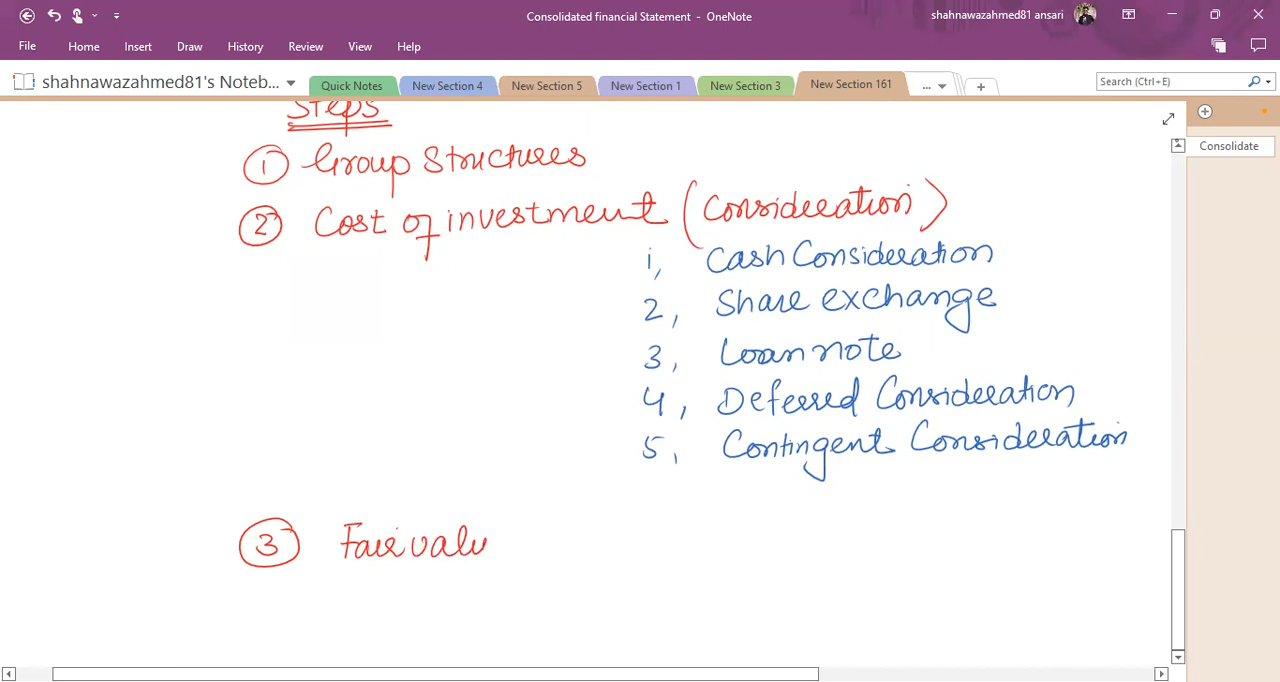 Consolidated financial Statement - OneNote
shahnawazahmed81 ansari
File Home Insert Draw History Review View Help
shahnawazahmed81's Noteb... Quick Notes New Section 4 New Section 5 New Section 1 New Section 3 New Section 161 ... Search (Ctrl+E)
Consolidate
Steps
① Group Structures
② Cost of investment (Consideration)
1, Cash Consideration
2, Share exchange
3, Loan note
4, Deferred Consideration
5, Contingent Consideration
③ Fair valu